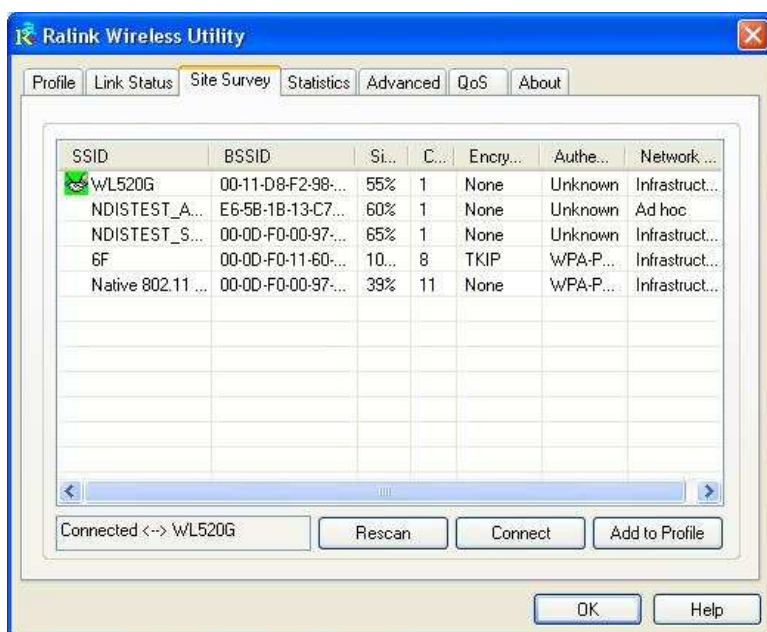 Ralink Wireless Utility
Profile Link Status Site Survey Statistics Advanced QoS About
SSID BSSID Si... C... Encry... Authe... Network ...
WL520G 00-11-D8-F2-98-... 55% 1 None Unknown Infrastruct...
NDISTEST_A... E6-5B-1B-13-C7... 60% 1 None Unknown Ad hoc
NDISTEST_S... 00-0D-F0-00-97-... 65% 1 None Unknown Infrastruct...
6F 00-0D-F0-11-60-... 10... 8 TKIP WPA-P... Infrastruct...
Native 802.11 ... 00-0D-F0-00-97-... 39% 11 None WPA-P... Infrastruct...
Connected <--> WL520G Rescan Connect Add to Profile
OK Help